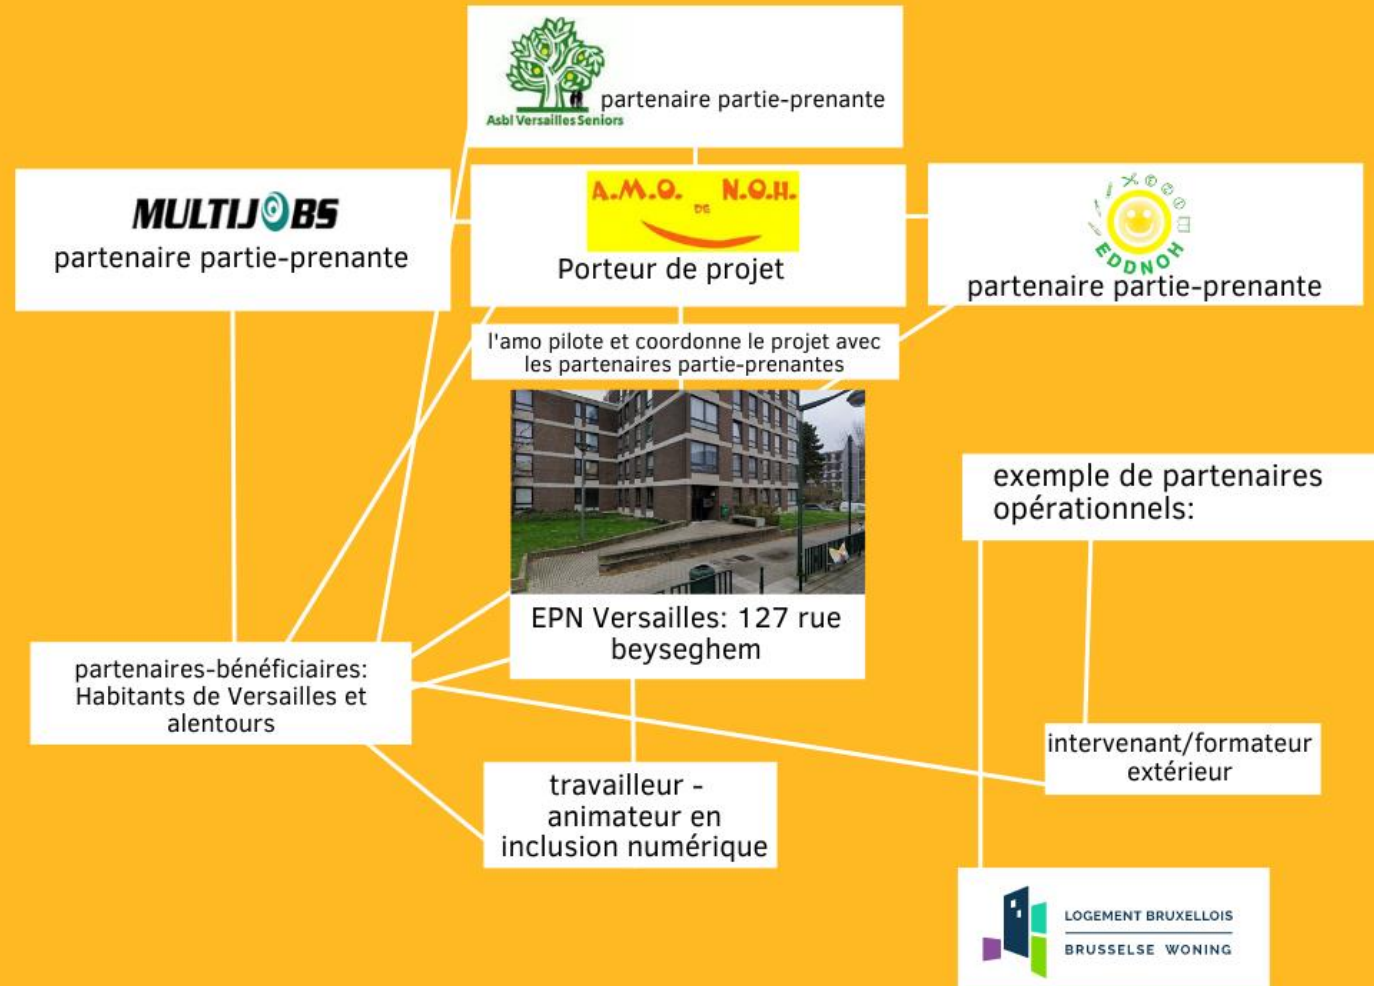 Asbl Versailles Seniors
partenaire partie-prenante
MULTIJOBS
partenaire partie-prenante
A.M.O. DE N.O.H.
Porteur de projet
EDDNOH
partenaire partie-prenante
l'amo pilote et coordonne le projet avec
les partenaires partie-prenantes
EPN Versailles: 127 rue
beyseghem
exemple de partenaires
opérationnels:
partenaires-bénéficiaires:
Habitants de Versailles et
alentours
travailleur -
animateur en
inclusion numérique
intervenant/formateur
extérieur
LOGEMENT BRUXELLOIS
BRUSSELSE WONING